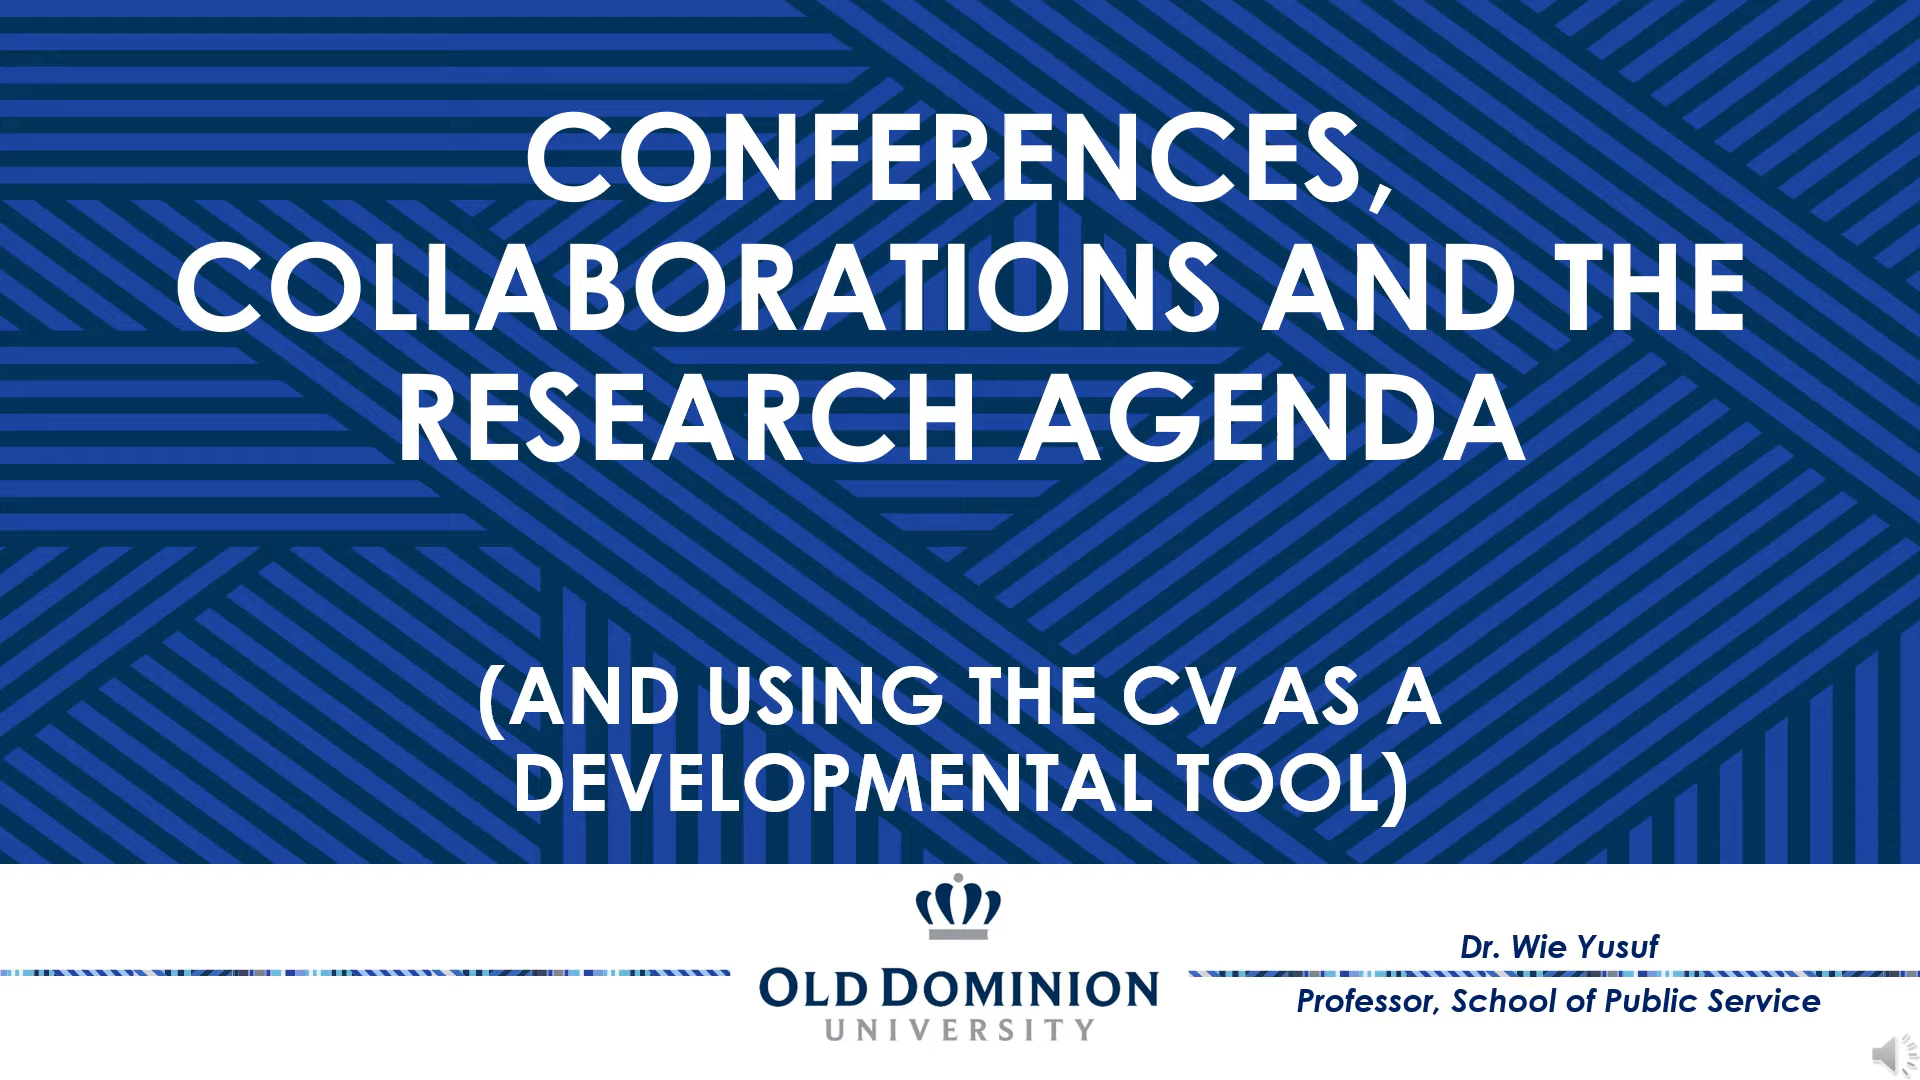 CONFERENCES,
COLLABORATIONS AND THE
RESEARCH AGENDA
(AND USING THE CV AS A
DEVELOPMENTAL TOOL)
OLD DOMINION
UNIVERSITY
Dr. Wie Yusuf
Professor, School of Public Service